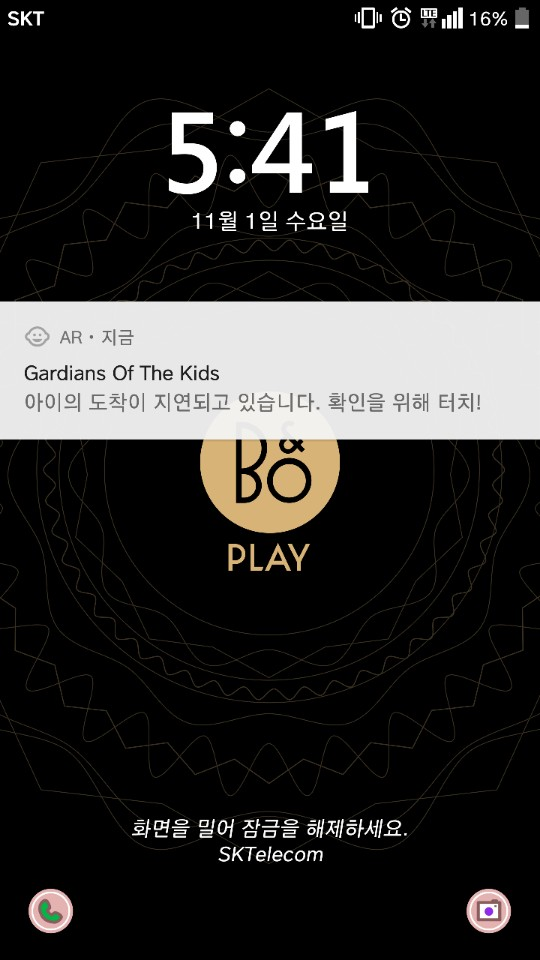 SKT
LTE
16%
5:41
11월 1일 수요일
AR • 지금
Gardians Of The Kids
아이의 도착이 지연되고 있습니다. 확인을 위해 터치!
B&O
PLAY
화면을 밀어 잠금을 해제하세요.
SKTelecom